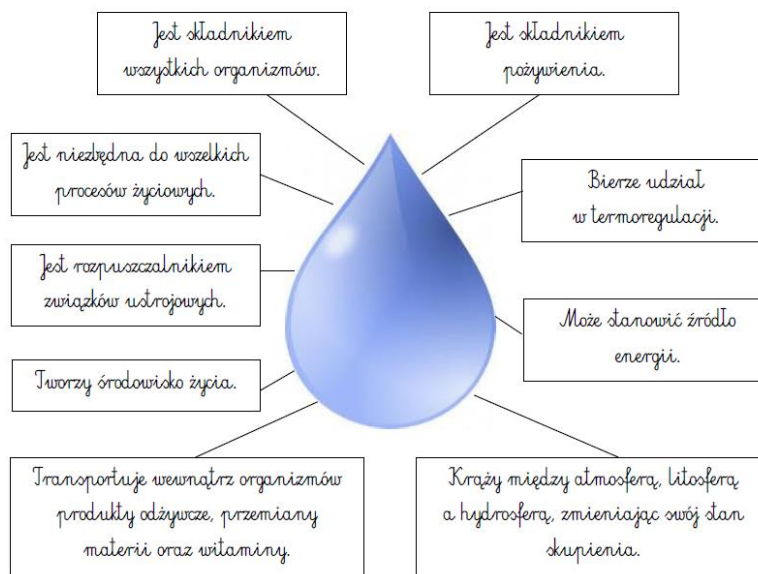 Jest składnikiem
wszystkich organizmów.
Jest składnikiem
pożywienia.
Jest niezbędna do wszelkich
procesów życiowych.
Bierze udział
w termoregulacji.
Jest rozpuszczalnikiem
związków ustrojowych.
Może stanowić źródło
energii.
Tworzy środowisko życia.
Transportuje wewnątrz organizmów
produkty odżywcze, przemiany
materii oraz witaminy.
Krąży między atmosferą, litosferą
a hydrosferą, zmieniając swój stan
skupienia.